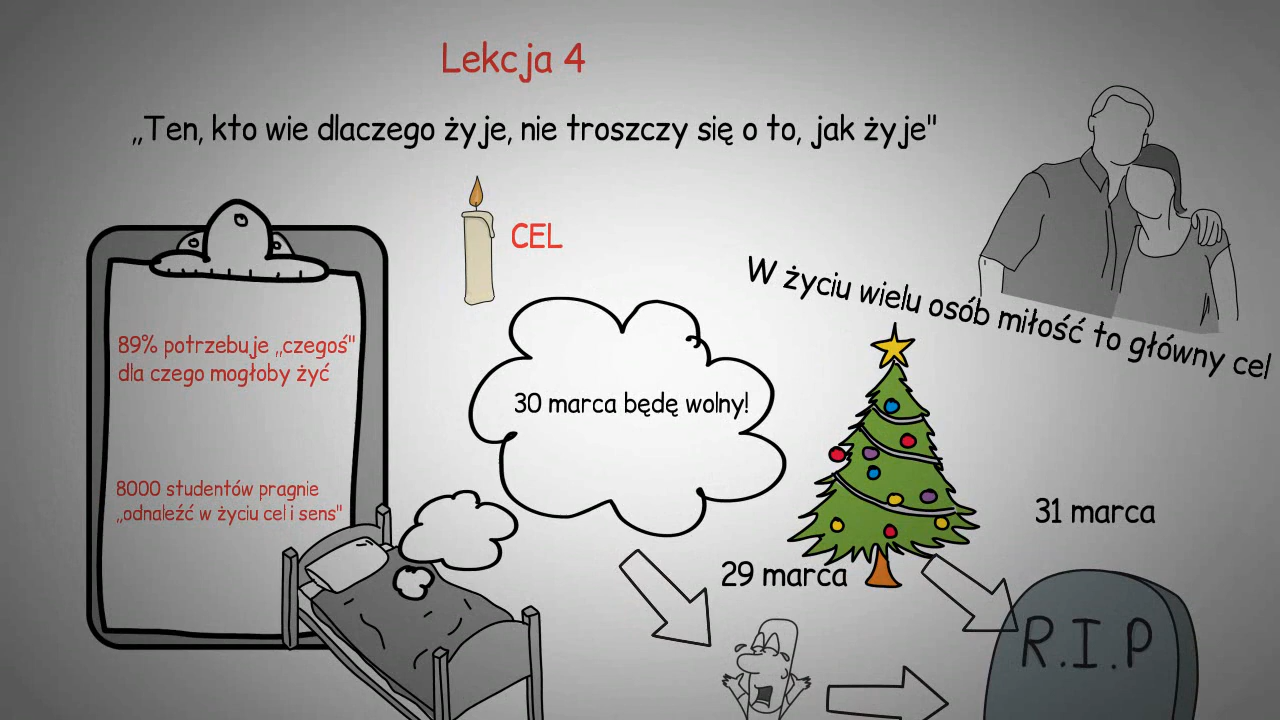 Lekcja 4
,,Ten, kto wie dlaczego żyje, nie troszczy się o to, jak żyje"
CEL
W życiu wielu osób miłość to główny cel
89% potrzebuje ,,czegoś"
dla czego mogłoby żyć
30 marca będę wolny!
8000 studentów pragnie
,,odnaleźć w życiu cel i sens"
31 marca
29 marca
R.I.P